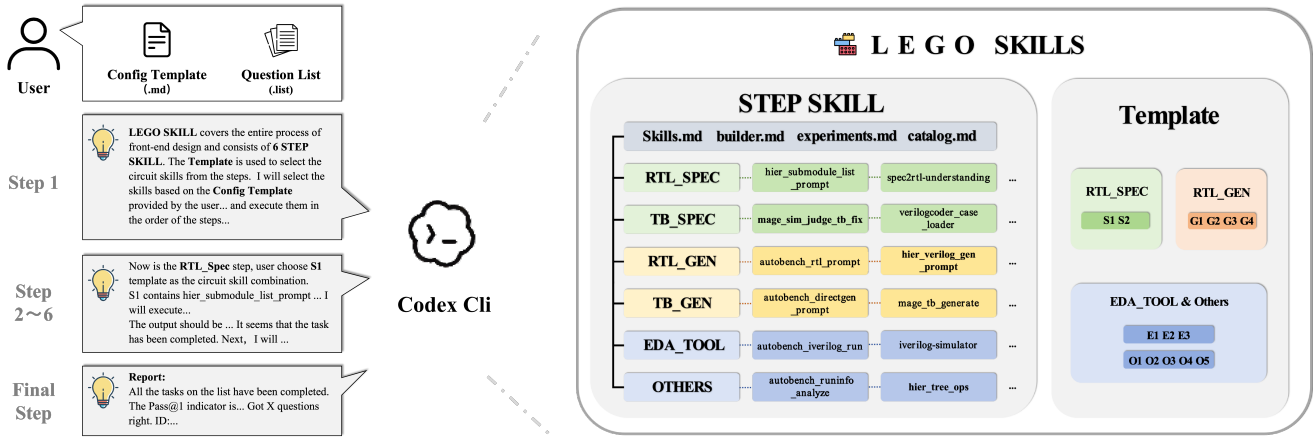 User
Config Template
(.md)
Question List
(.list)
Step 1
LEGO SKILL covers the entire process of
front-end design and consists of 6 STEP
SKILL. The Template is used to select the
circuit skills from the steps. I will select the
skills based on the Config Template
provided by the user... and execute them in
the order of the steps...
Step
2～6
Now is the RTL_Spec step, user choose S1
template as the circuit skill combination.
S1 contains hier_submodule_list_prompt ... I
will execute...
The output should be ... It seems that the task
has been completed. Next, I will ...
Final
Step
Report:
All the tasks on the list have been completed.
The Pass@1 indicator is... Got X questions
right. ID:...
Codex Cli
LEGO SKILLS
STEP SKILL
Skills.md builder.md experiments.md catalog.md
RTL_SPEC
hier_submodule_list
_prompt
spec2rtl-understanding
...
TB_SPEC
mage_sim_judge_tb_fix
verilogcoder_case
_loader
...
RTL_GEN
autobench_rtl_prompt
hier_verilog_gen
_prompt
...
TB_GEN
autobench_directgen
_prompt
mage_tb_generate
...
EDA_TOOL
autobench_iverilog_run
iverilog-simulator
...
OTHERS
autobench_runinfo
_analyze
hier_tree_ops
...
Template
RTL_SPEC
S1 S2
RTL_GEN
G1 G2 G3 G4
EDA_TOOL & Others
E1 E2 E3
O1 O2 O3 O4 O5